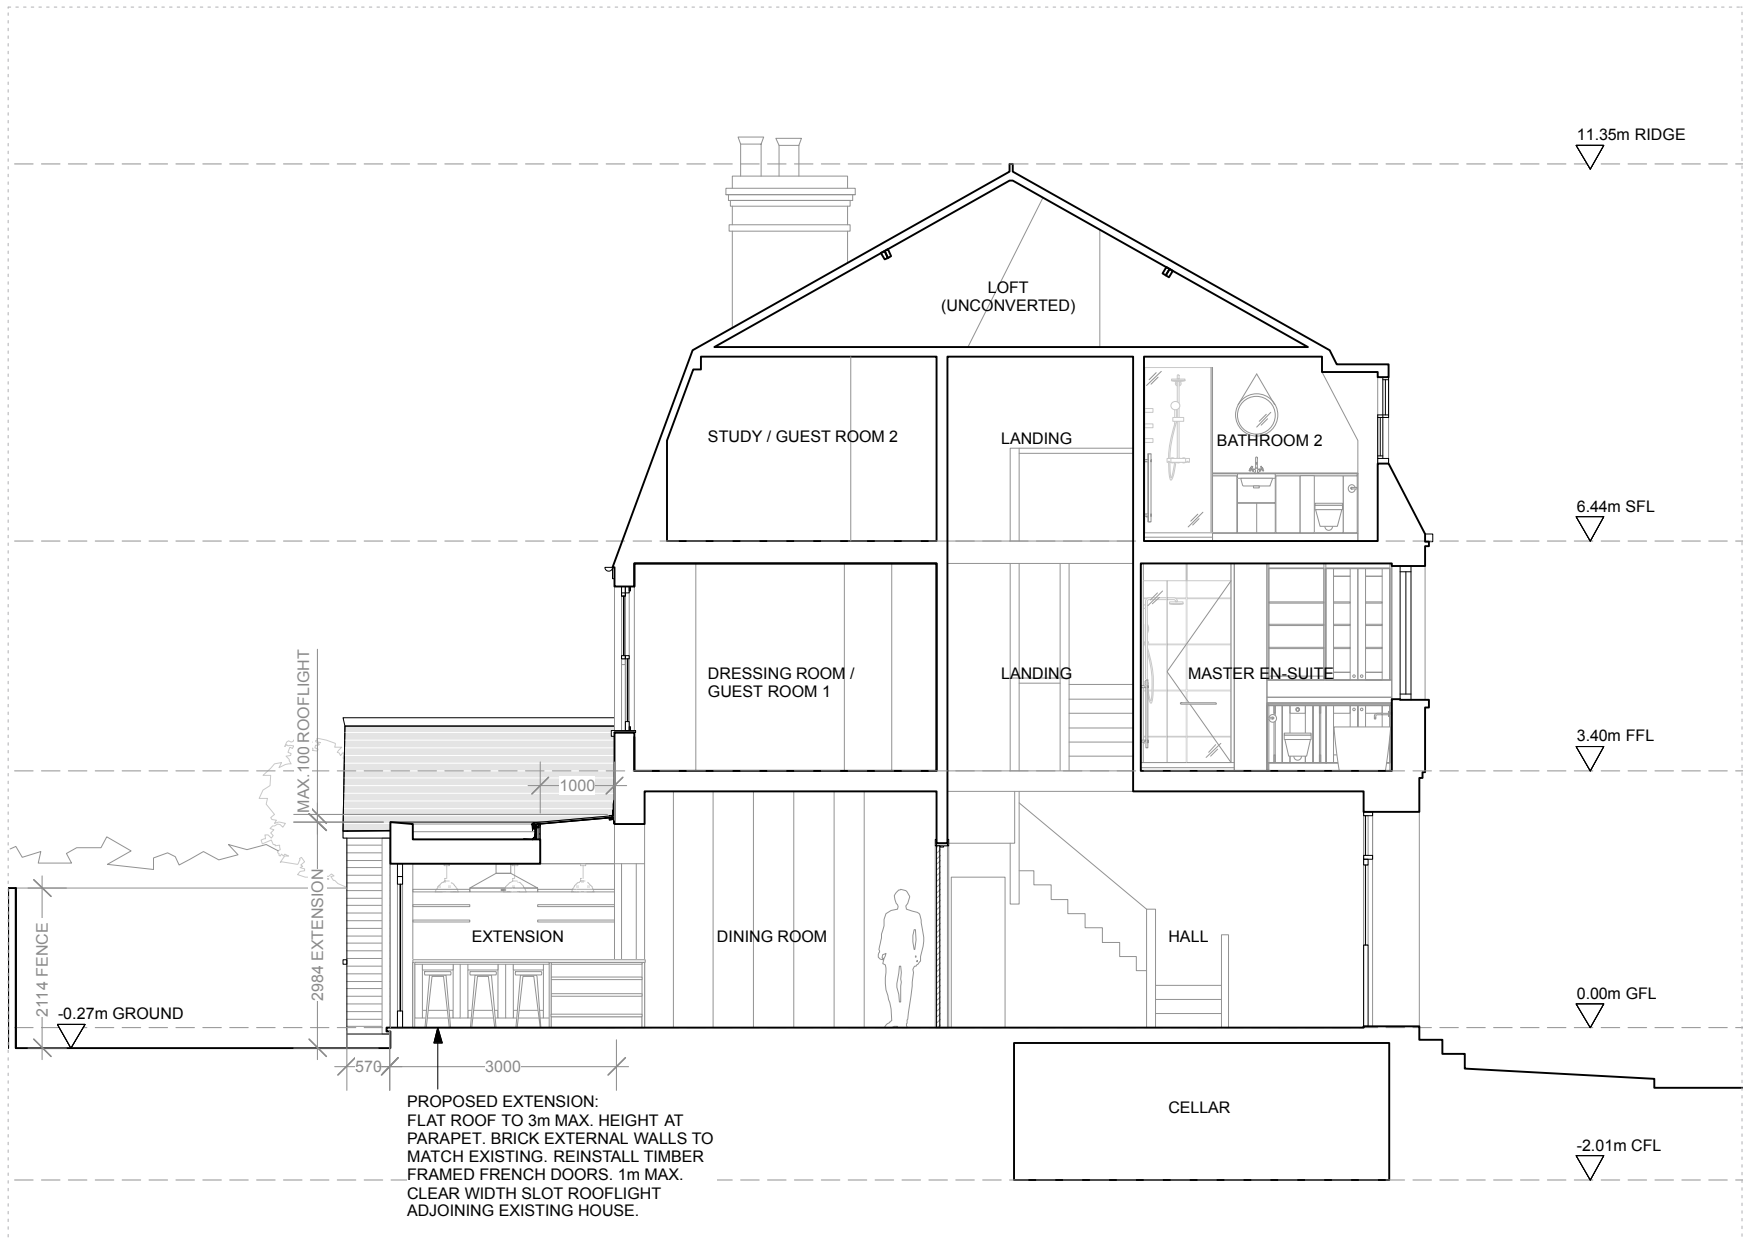 11.35m RIDGE
LOFT
(UNCONVERTED)
STUDY / GUEST ROOM 2
LANDING
BATHROOM 2
6.44m SFL
DRESSING ROOM /
GUEST ROOM 1
LANDING
MASTER EN-SUITE
3.40m FFL
MAX.100 ROOFLIGHT
1000
2114 FENCE
2984 EXTENSION
EXTENSION
DINING ROOM
HALL
0.00m GFL
-0.27m GROUND
570
3000
PROPOSED EXTENSION:
FLAT ROOF TO 3m MAX. HEIGHT AT
PARAPET. BRICK EXTERNAL WALLS TO
MATCH EXISTING. REINSTALL TIMBER
FRAMED FRENCH DOORS. 1m MAX.
CLEAR WIDTH SLOT ROOFLIGHT
ADJOINING EXISTING HOUSE.
CELLAR
-2.01m CFL